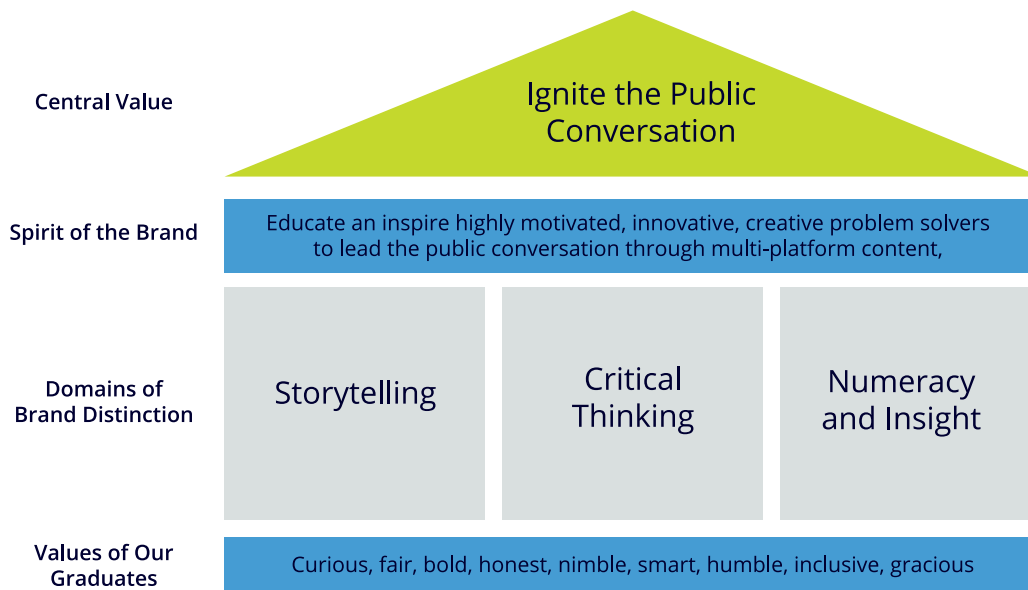 Central Value
Ignite the Public
Conversation
Spirit of the Brand
Educate an inspire highly motivated, innovative, creative problem solvers
to lead the public conversation through multi-platform content,
Domains of
Brand Distinction
Storytelling
Critical
Thinking
Numeracy
and Insight
Values of Our
Graduates
Curious, fair, bold, honest, nimble, smart, humble, inclusive, gracious